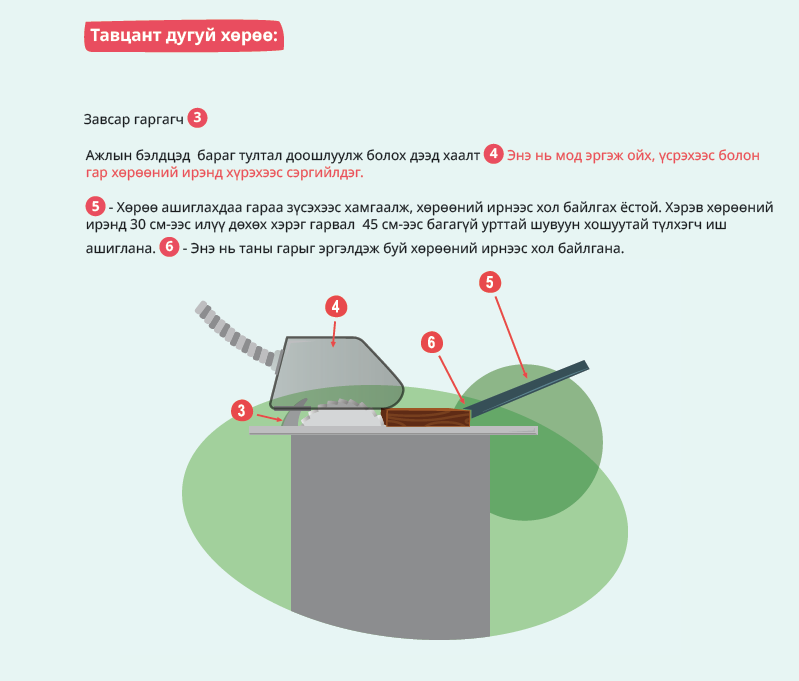 Тавцант дугуй хөрөө:
Завсар гаргагч 3
Ажлын бэлдцэд бараг тултал доошлуулж болох дээд хаалт 4 Энэ нь мод эргэж ойх, үсрэхээс болон
гар хөрөөний ирэнд хүрэхээс сэргийлдэг.
5 - Хөрөө ашиглахдаа гараа зүсэхээс хамгаалж, хөрөөний ирнээс хол байлгах ёстой. Хэрэв хөрөөний
ирэнд 30 см-ээс илүү дөхөх хэрэг гарвал 45 см-ээс багагүй урттай шувуун хошуутай түлхэгч иш
ашиглана. 6 - Энэ нь таны гарыг эргэлдэж буй хөрөөний ирнээс хол байлгана.
5
4
6
3